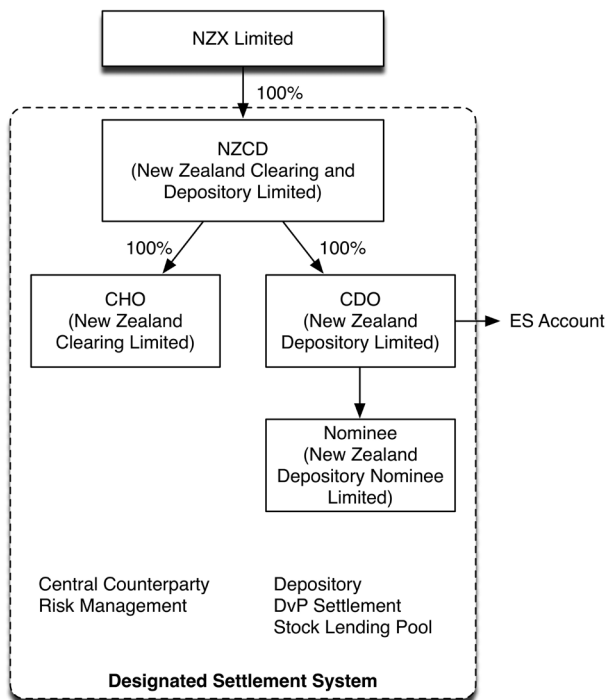 NZX Limited
100%
NZCD
(New Zealand Clearing and
Depository Limited)
100%
100%
CHO
(New Zealand
Clearing Limited)
CDO
(New Zealand
Depository Limited)
ES Account
Nominee
(New Zealand
Depository Nominee
Limited)
Central Counterparty
Risk Management
Depository
DvP Settlement
Stock Lending Pool
Designated Settlement System